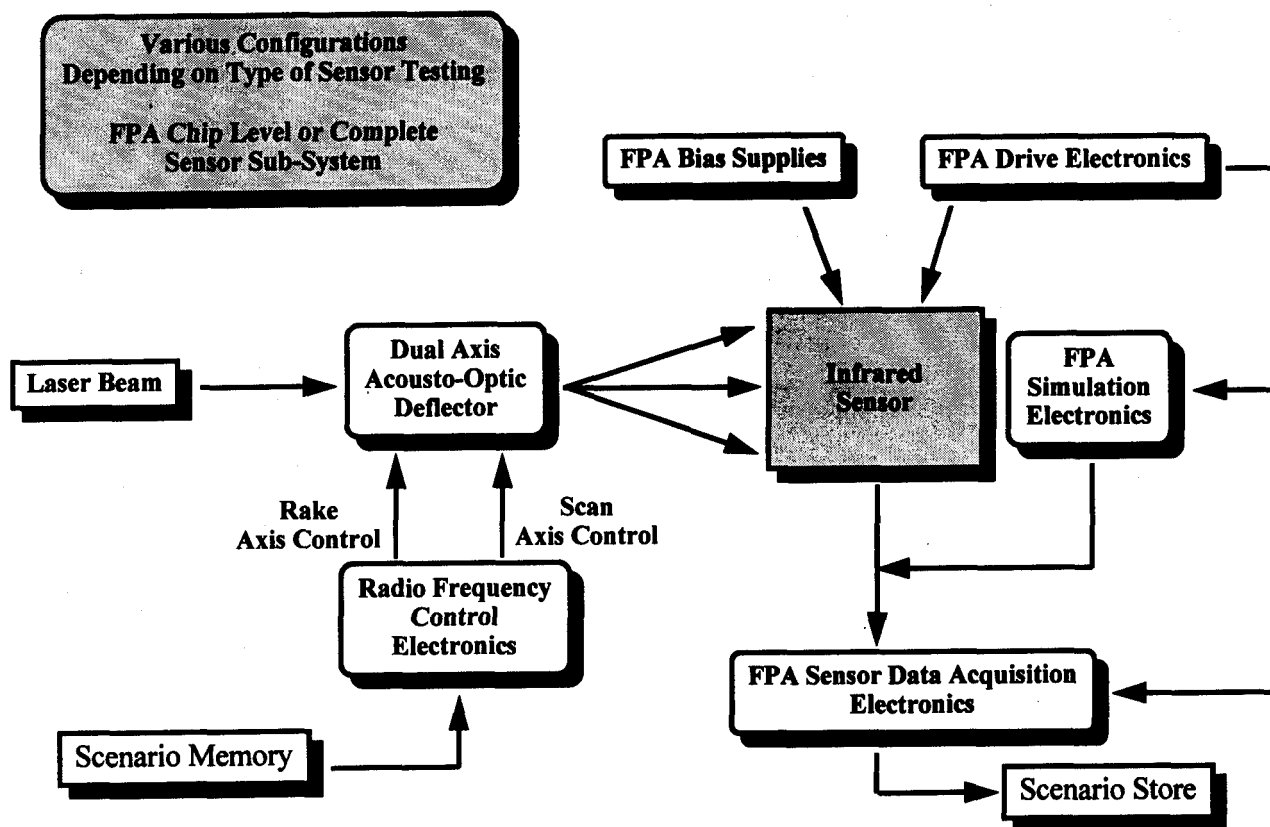 Various Configurations
Depending on Type of Sensor Testing
FPA Chip Level or Complete
Sensor Sub-System
FPA Bias Supplies
FPA Drive Electronics
Laser Beam
Dual Axis
Acousto-Optic
Deflector
Infrared
Sensor
FPA
Simulation
Electronics
Rake
Axis Control
Scan
Axis Control
Radio Frequency
Control
Electronics
FPA Sensor Data Acquisition
Electronics
Scenario Memory
Scenario Store